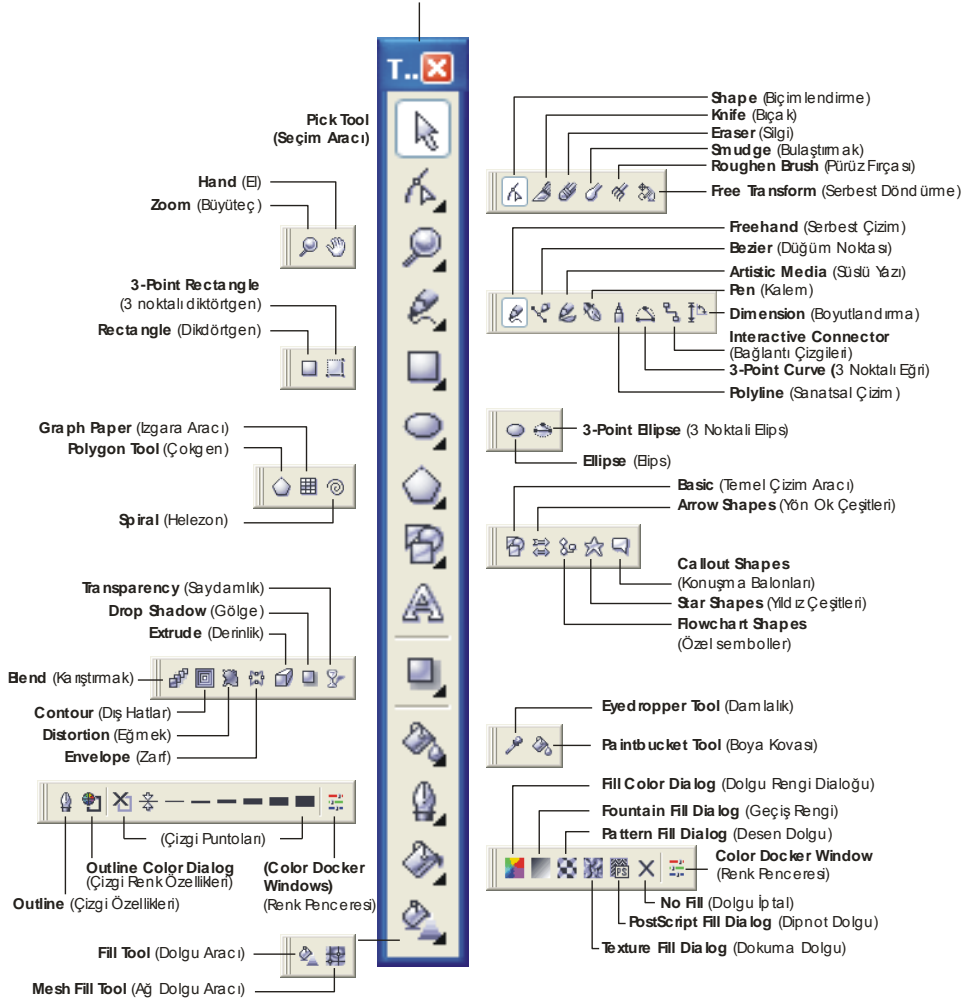 T..
Pick Tool
(Seçim Aracı)
Hand (El)
Zoom (Büyüteç)
3-Point Rectangle
(3 noktalı diktörtgen)
Rectangle (Dikdörtgen)
Graph Paper (Izgara Aracı)
Polygon Tool (Çokgen)
Spiral (Helezon)
Transparency (Saydamlık)
Drop Shadow (Gölge)
Extrude (Derinlik)
Blend (Karıştırmak)
Contour (Dış Hatlar)
Distortion (Eğmek)
Envelope (Zarf)
(Çizgi Puntoları)
Outline Color Dialog
(Çizgi Renk Özellikleri)
Outline (Çizgi Özellikleri)
(Color Docker
Windows)
(Renk Penceresi)
Fill Tool (Dolgu Aracı)
Mesh Fill Tool (Ağ Dolgu Aracı)
Shape (Biçimlendirme)
Knife (Bıçak)
Eraser (Silgi)
Smudge (Bulaştırmak)
Roughen Brush (Pürüz Fırçası)
Free Transform (Serbest Döndürme)
Freehand (Serbest Çizim)
Bezier (Düğüm Noktası)
Artistic Media (Süslü Yazı)
Pen (Kalem)
Dimension (Boyutlandırma)
Interactive Connector
(Bağlantı Çizgileri)
3-Point Curve (3 Noktalı Eğri)
Polyline (Sanatsal Çizim)
3-Point Ellipse (3 Noktali Elips)
Ellipse (Elips)
Basic (Temel Çizim Aracı)
Arrow Shapes (Yön Ok Çeşitleri)
Callout Shapes
(Konuşma Balonları)
Star Shapes (Yıldız Çeşitleri)
Flowchart Shapes
(Özel semboller)
Eyedropper Tool (Damlalık)
Paintbucket Tool (Boya Kovası)
Fill Color Dialog (Dolgu Rengi Dialoğu)
Fountain Fill Dialog (Geçiş Rengi)
Pattern Fill Dialog (Desen Dolgu)
Color Docker Window
(Renk Penceresi)
PS
No Fill (Dolgu İptal)
PostScript Fill Dialog (Dipnot Dolgu)
Texture Fill Dialog (Dokuma Dolgu)